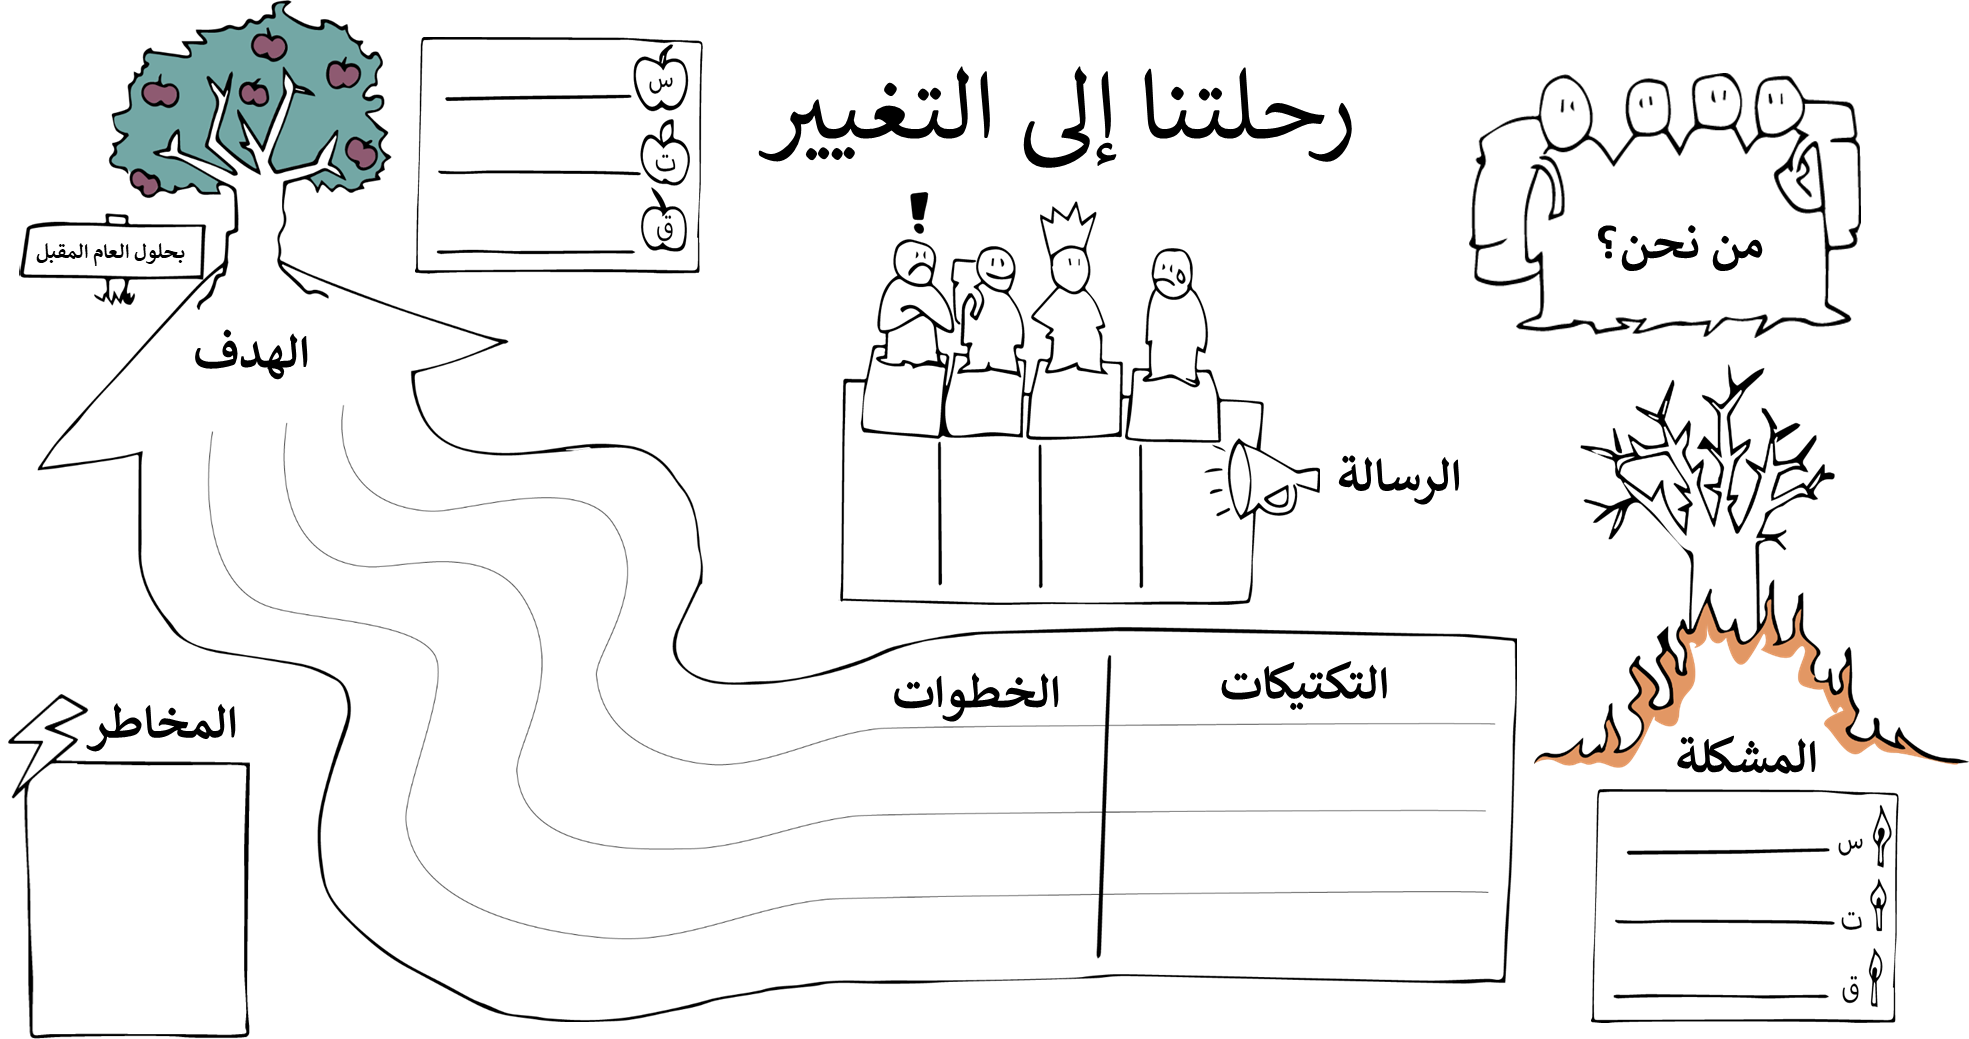 رحلتنا إلى التغيير
من نحن؟
المشكلة
س
ت
ق
الرسالة
!
التكتيكات
الخطوات
المخاطر
الهدف
بحلول العام المقبل
س
ت
ق